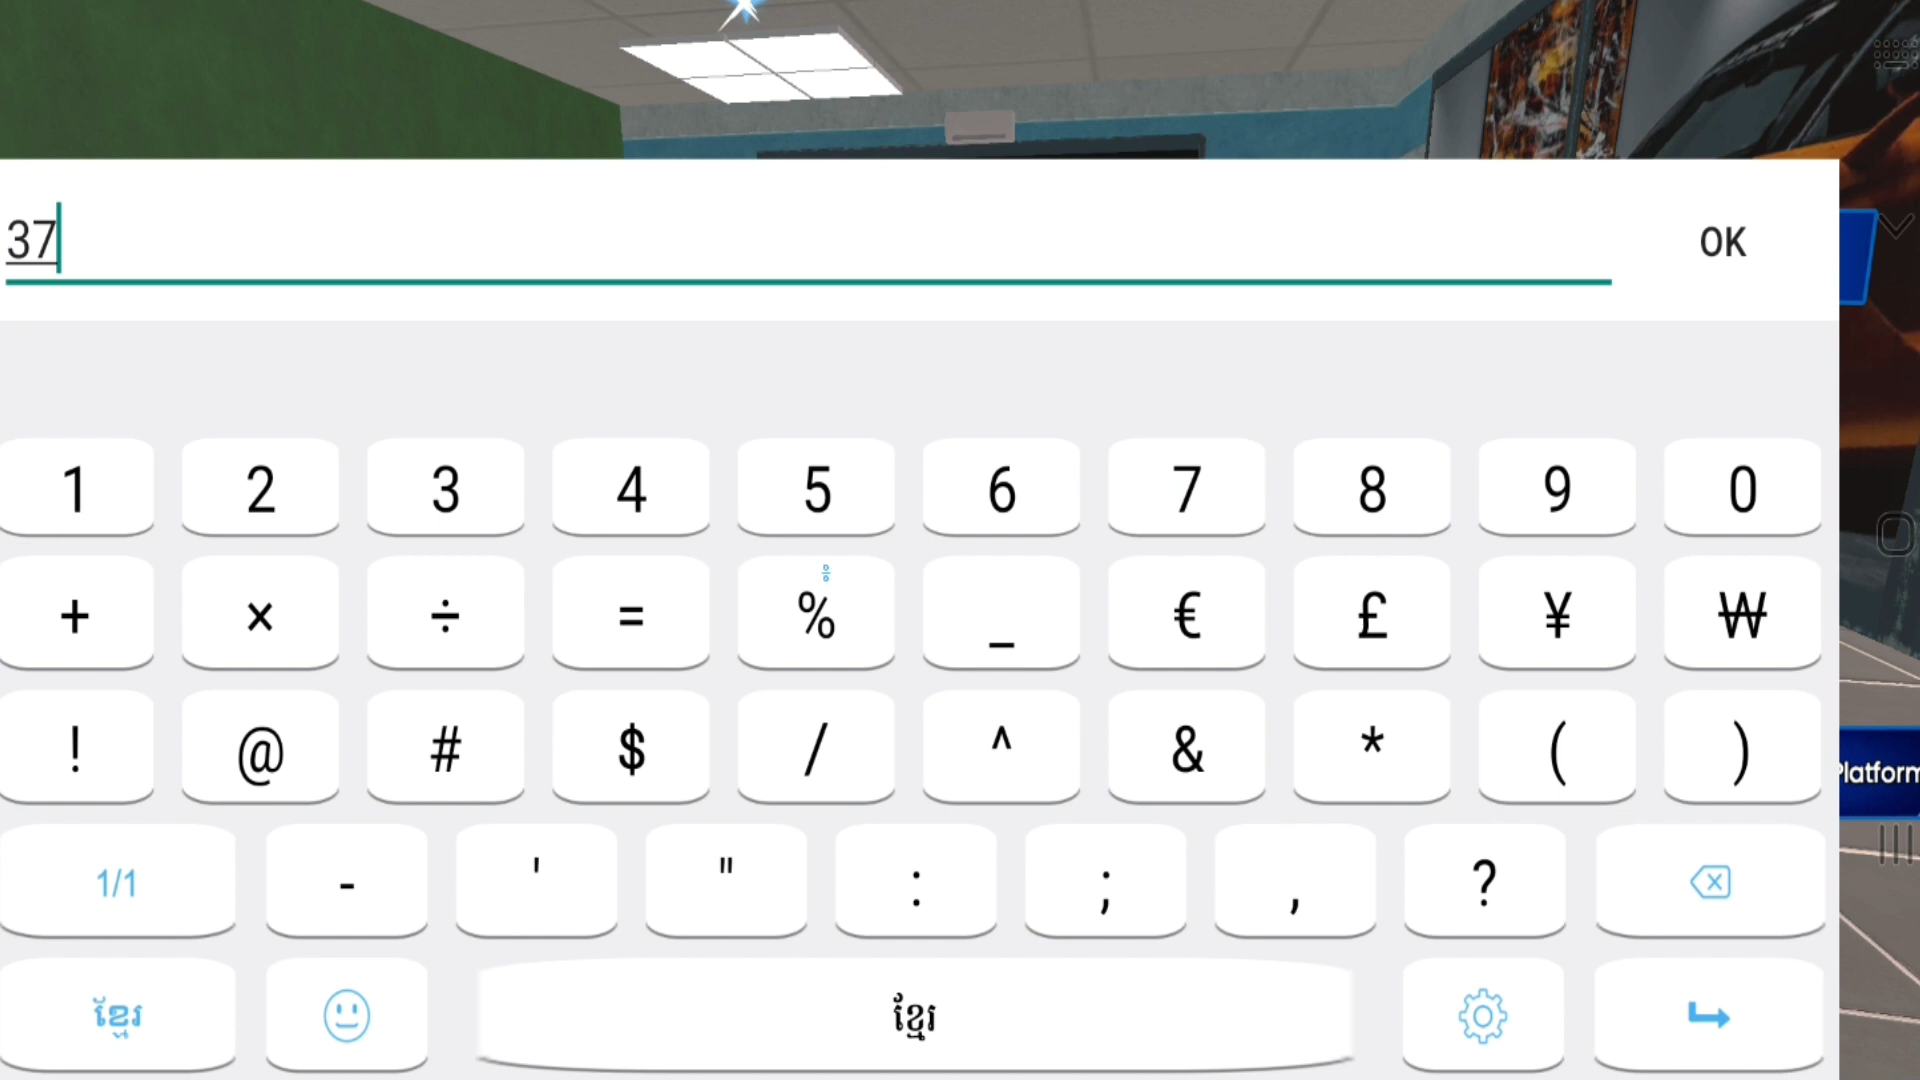 37
OK
1 2 3 4 5 6 7 8 9 0
+ × ÷ = % _ € £ ¥ ₩
! @ # $ / ^ & * ( )
Platform
1/1 - ' " : ; , ?
ខ្មែរ ខ្មែរ